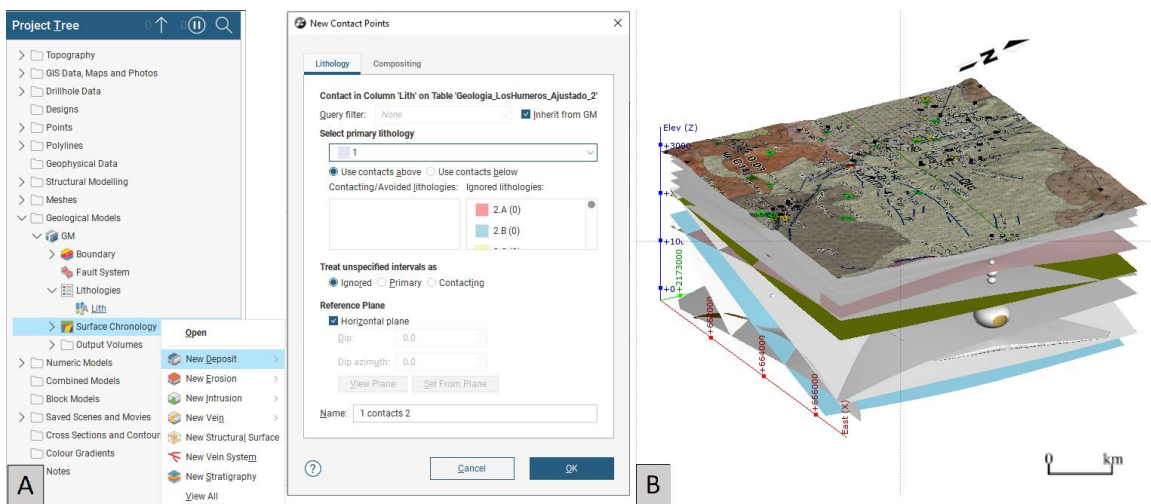 Project Tree
Topography
GIS Data, Maps and Photos
Drillhole Data
Designs
Points
Polylines
Geophysical Data
Structural Modelling
Meshes
Geological Models
GM
Boundary
Fault System
Lithologies
Lith
Surface Chronology
Output Volumes
Numeric Models
Combined Models
Block Models
Saved Scenes and Movies
Cross Sections and Contour
Colour Gradients
Notes
A
Open
New Deposit
New Erosion
New Intrusion
New Vein
New Structural Surface
New Vein System
New Stratigraphy
View All
New Contact Points
Lithology Compositing
Contact in Column 'Lith' on Table 'Geologia_LosHumeros_Ajustado_2'
Query filter: None Inherit from GM
Select primary lithology
1
Use contacts above Use contacts below
Contacting/Avoided lithologies: Ignored lithologies:
2.A (0)
2.B (0)
Treat unspecified intervals as
Ignored Primary Contacting
Reference Plane
Horizontal plane
Dip: 0.0
Dip azimuth: 0.0
View Plane Set From Plane
Name: 1 contacts 2
? Cancel OK
N
Elev (Z)
+3000
+0
+2173000
+662000
+664000
+666000
East (X)
0 km
B